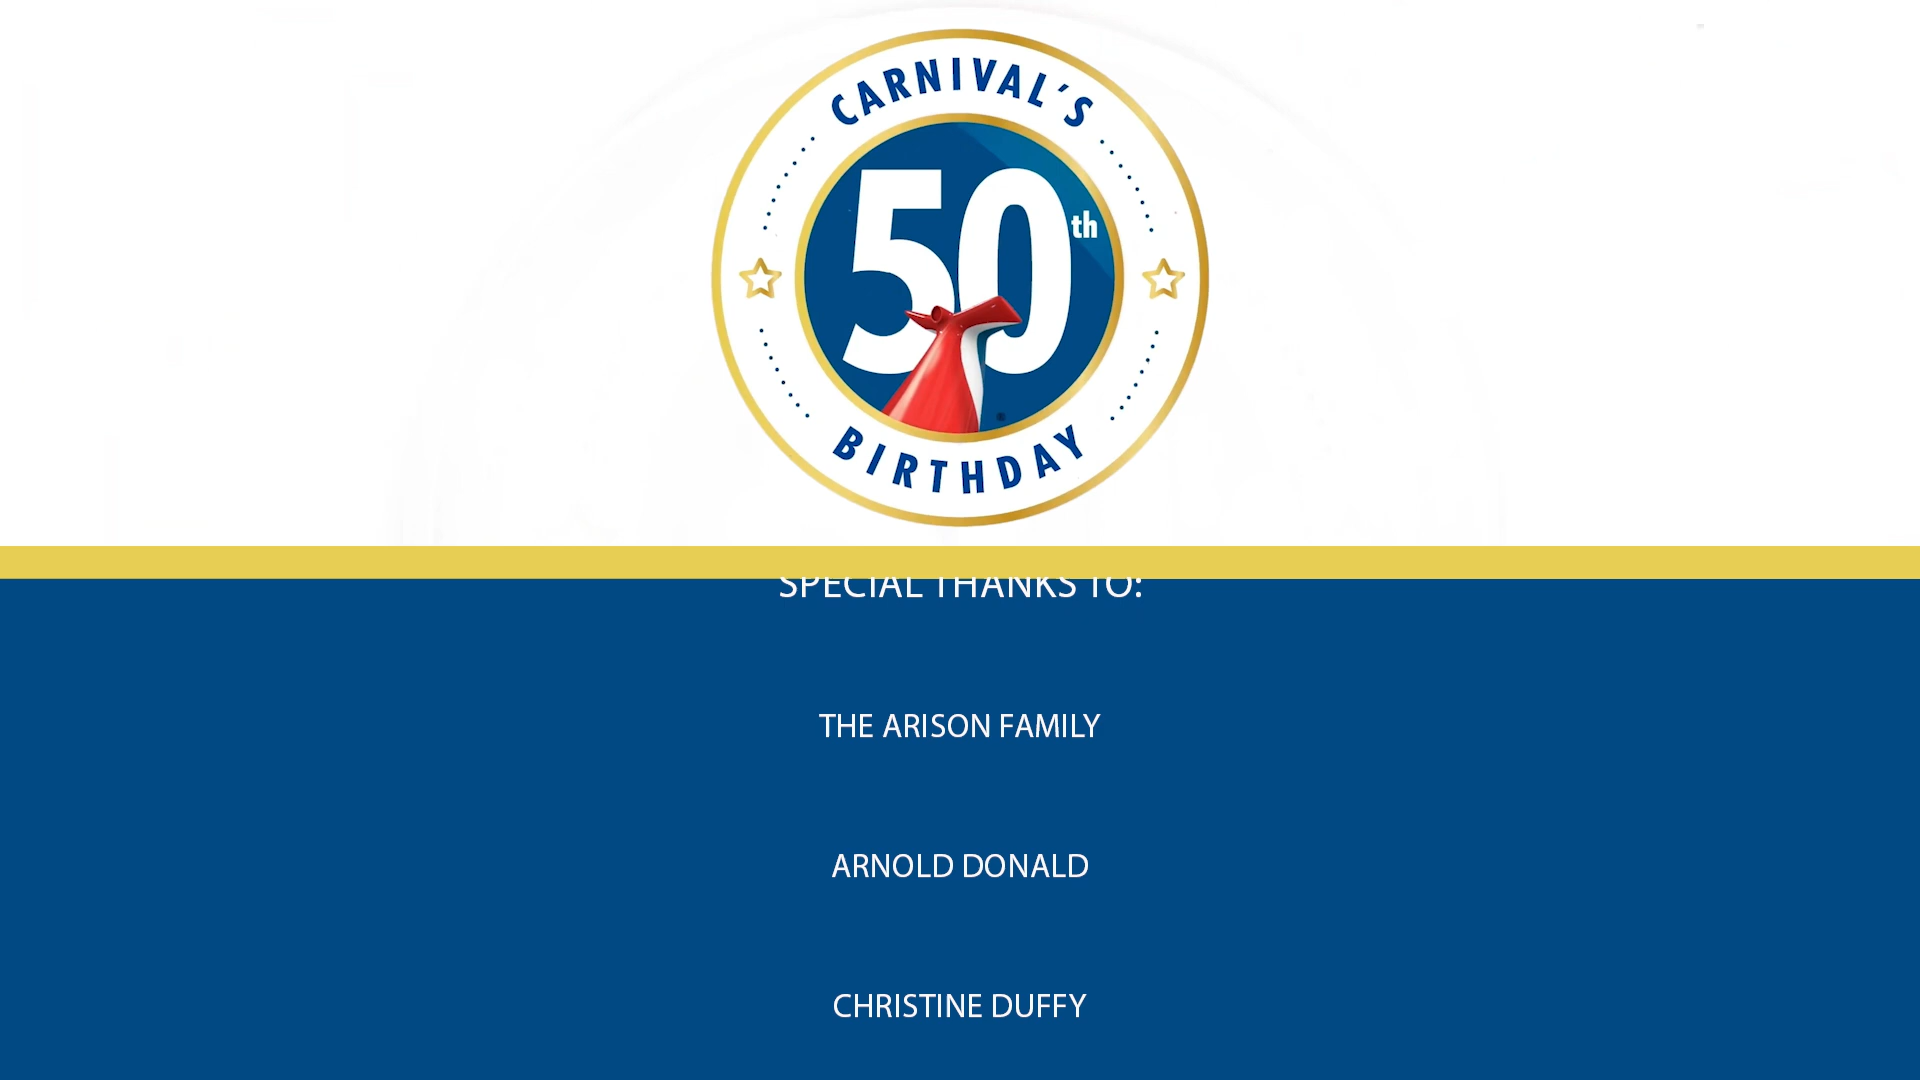 CARNIVAL'S
50th
BIRTHDAY
SPECIAL THANKS TO:
THE ARISON FAMILY
ARNOLD DONALD
CHRISTINE DUFFY